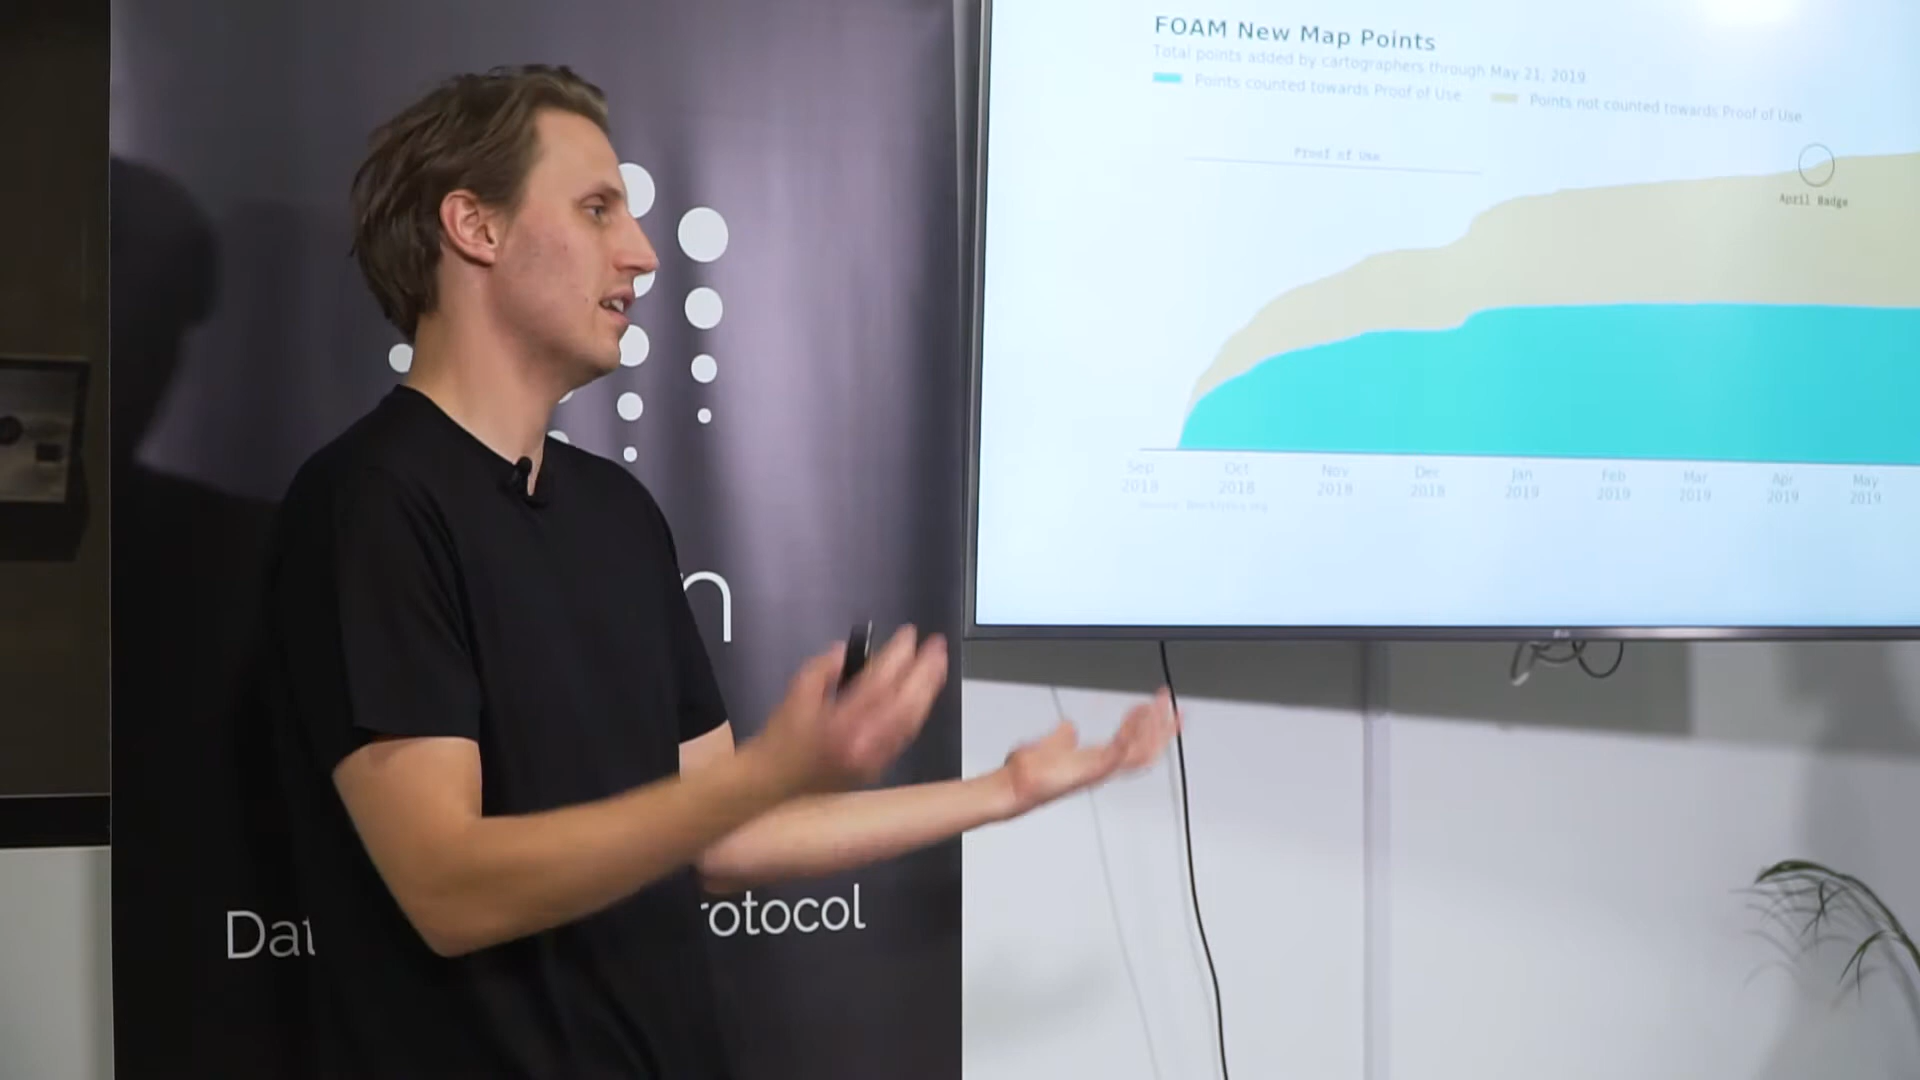 FOAM New Map Points
Total points added by cartographers through May 21, 2019
Points counted towards Proof of Use
Points not counted towards Proof of Use
Proof of Use
April Badge
Sep 2018
Oct 2018
Nov 2018
Dec 2018
Jan 2019
Feb 2019
Mar 2019
Apr 2019
May 2019
n
Dat
rotocol